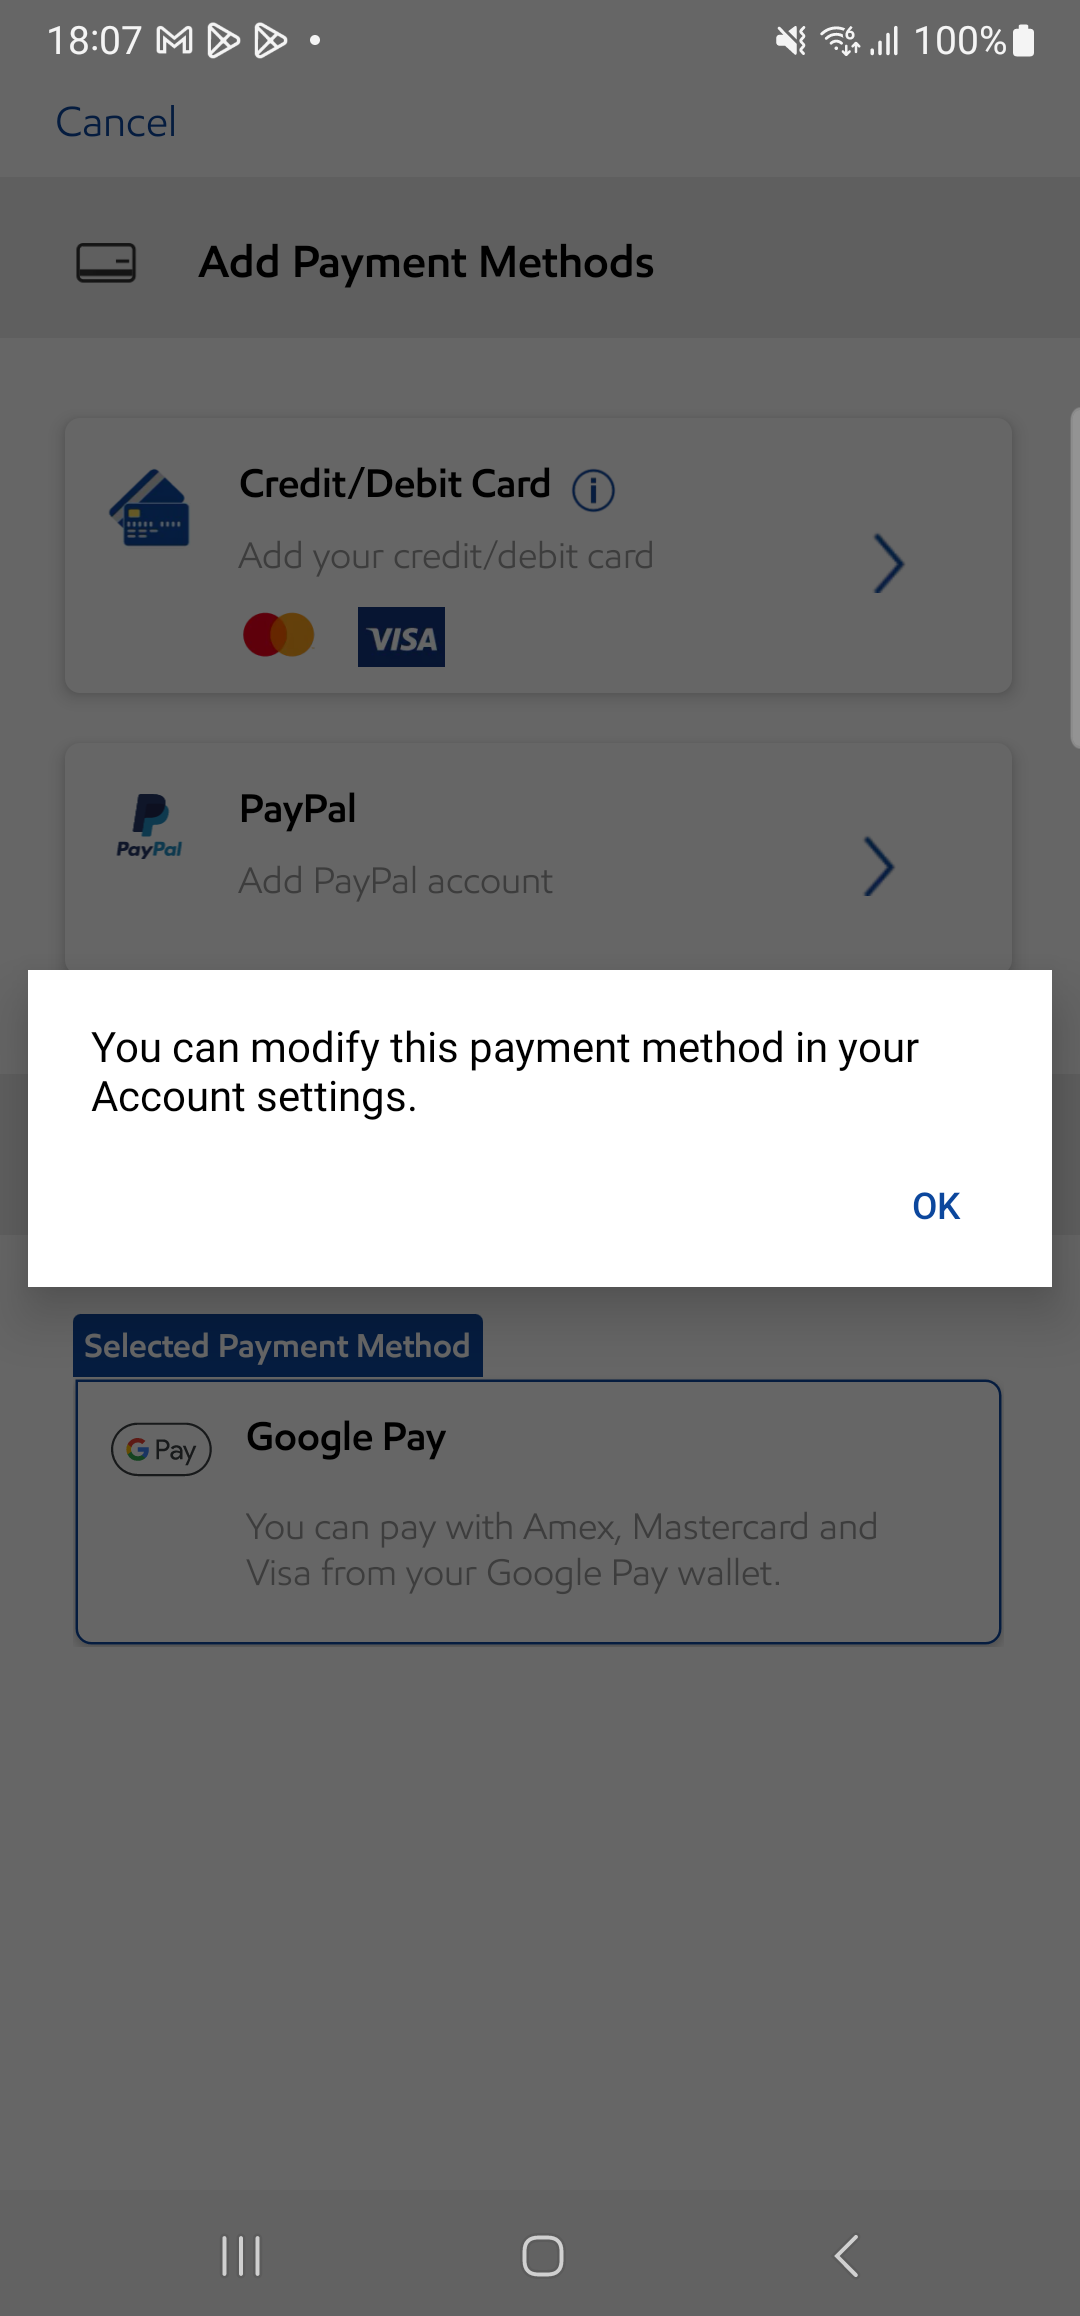 18:07
100%
Cancel
Add Payment Methods
Credit/Debit Card
Add your credit/debit card
VISA
PayPal
PayPal
Add PayPal account
You can modify this payment method in your
Account settings.
OK
Selected Payment Method
G Pay
Google Pay
You can pay with Amex, Mastercard and
Visa from your Google Pay wallet.